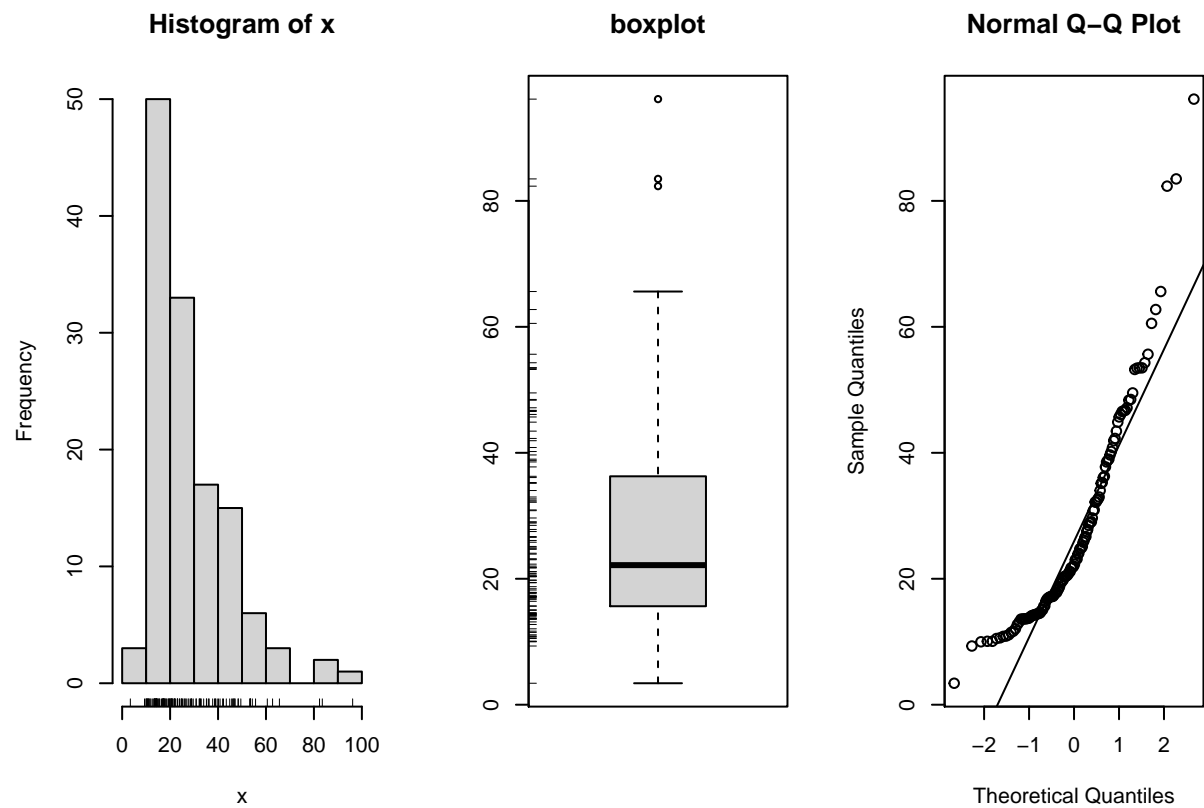 Histogram of x
Frequency
50
40
30
20
10
0
0 20 40 60 80 100
x
boxplot
80
60
40
20
0
Normal Q−Q Plot
Sample Quantiles
80
60
40
20
0
−2 −1 0 1 2
Theoretical Quantiles